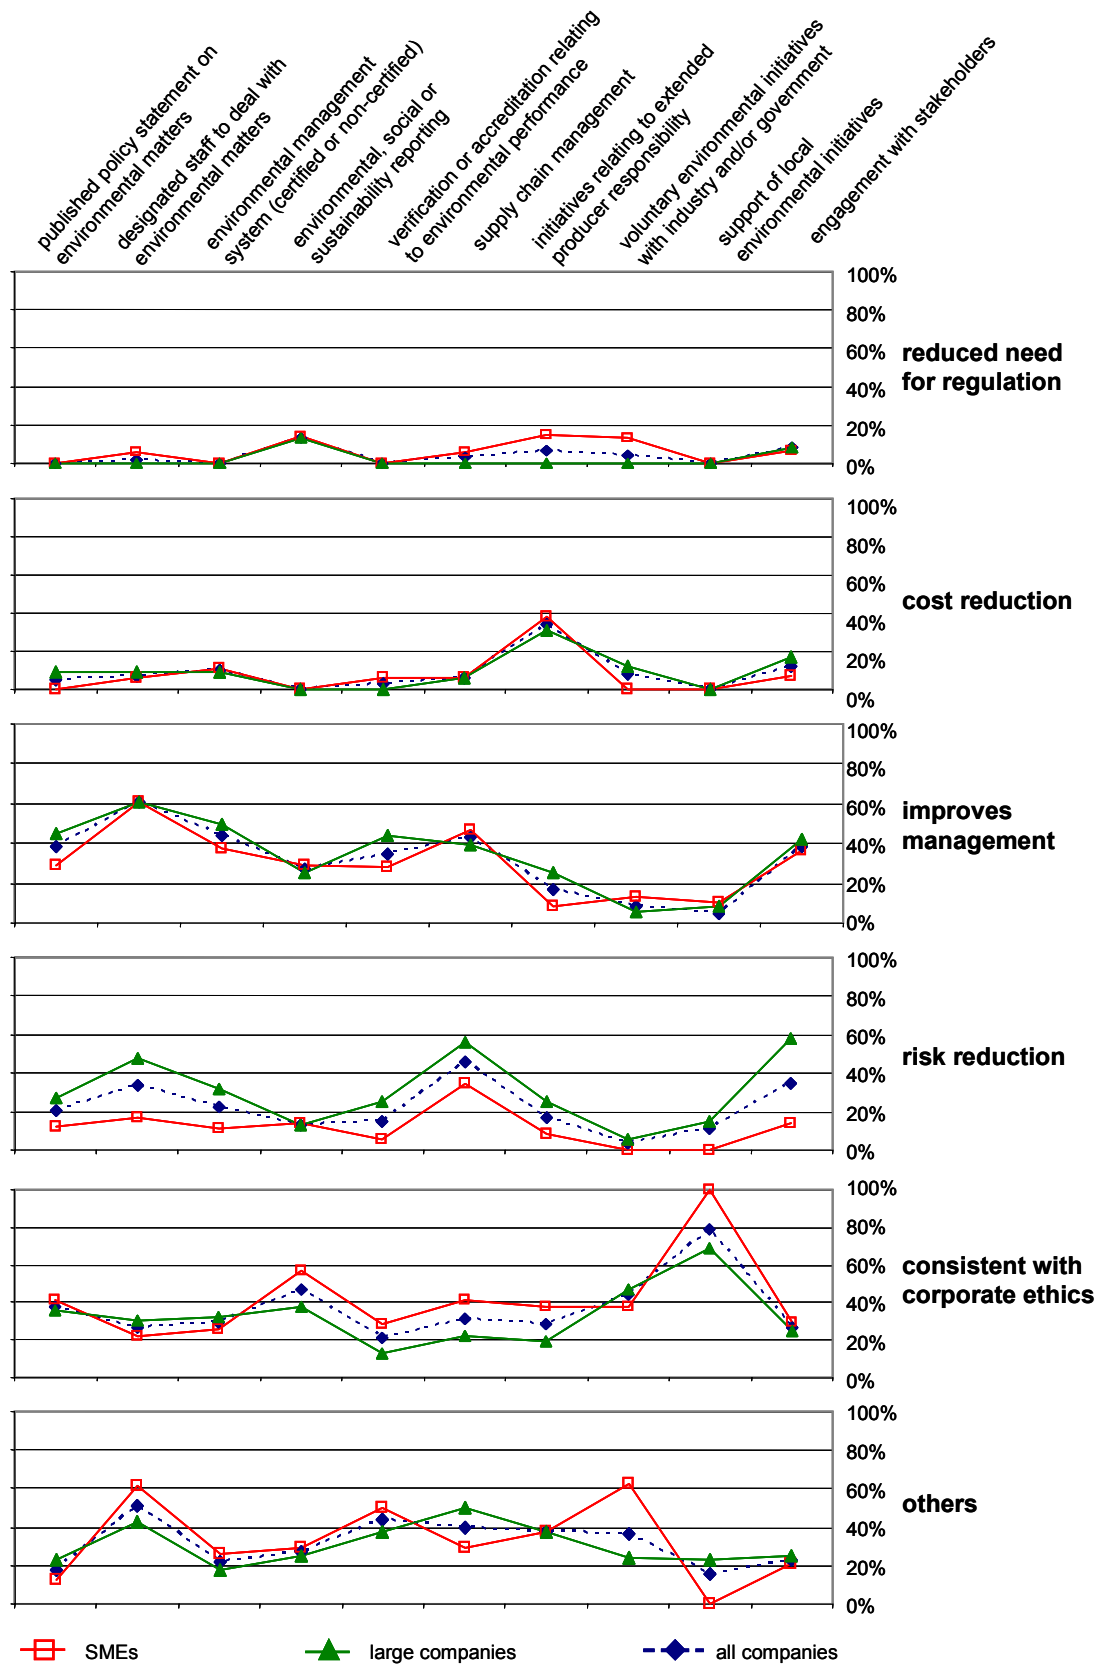 published policy statement on
environmental matters
designated staff to deal with
environmental matters
environmental management
system (certified or non-certified)
environmental, social or
sustainability reporting
verification or accreditation relating
to environmental performance
supply chain management
initiatives relating to extended
producer responsibility
voluntary environmental initiatives
with industry and/or government
support of local
environmental initiatives
engagement with stakeholders
100%
80%
60%
40%
20%
0%
reduced need
for regulation
100%
80%
60%
40%
20%
0%
cost reduction
100%
80%
60%
40%
20%
0%
improves
management
100%
80%
60%
40%
20%
0%
risk reduction
100%
80%
60%
40%
20%
0%
consistent with
corporate ethics
100%
80%
60%
40%
20%
0%
others
SMEs
large companies
all companies